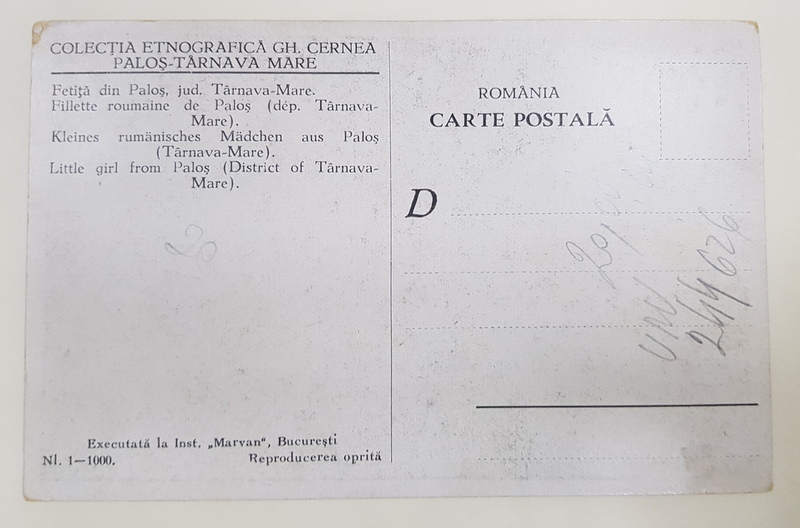 COLECȚIA ETNOGRAFICĂ GH. CERNEA
PALOȘ-TÂRNAVA MARE
Fetiță din Paloș, jud. Târnava-Mare.
Fillette roumaine de Paloș (dép. Târnava-
Mare).
Kleines rumänisches Mädchen aus Paloș
(Târnava-Mare).
Little girl from Paloș (District of Târnava-
Mare).
Executată la Inst. „Marvan“, București
Nl. 1—1000. Reproducerea oprită
ROMÂNIA
CARTE POSTALĂ
D
244626